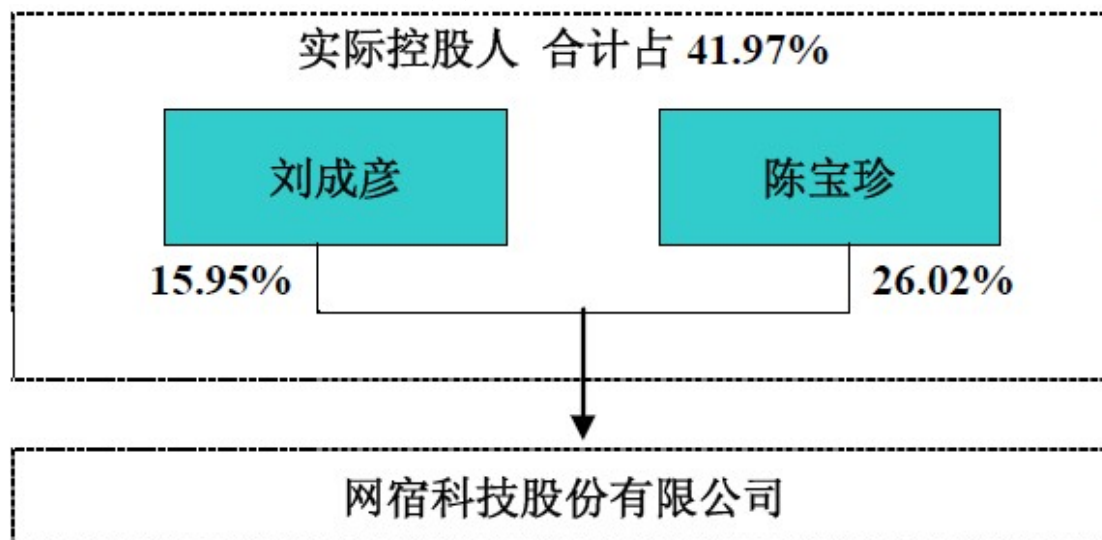 实际控股人 合计占 41.97%
刘成彦
陈宝珍
15.95%
26.02%
网宿科技股份有限公司